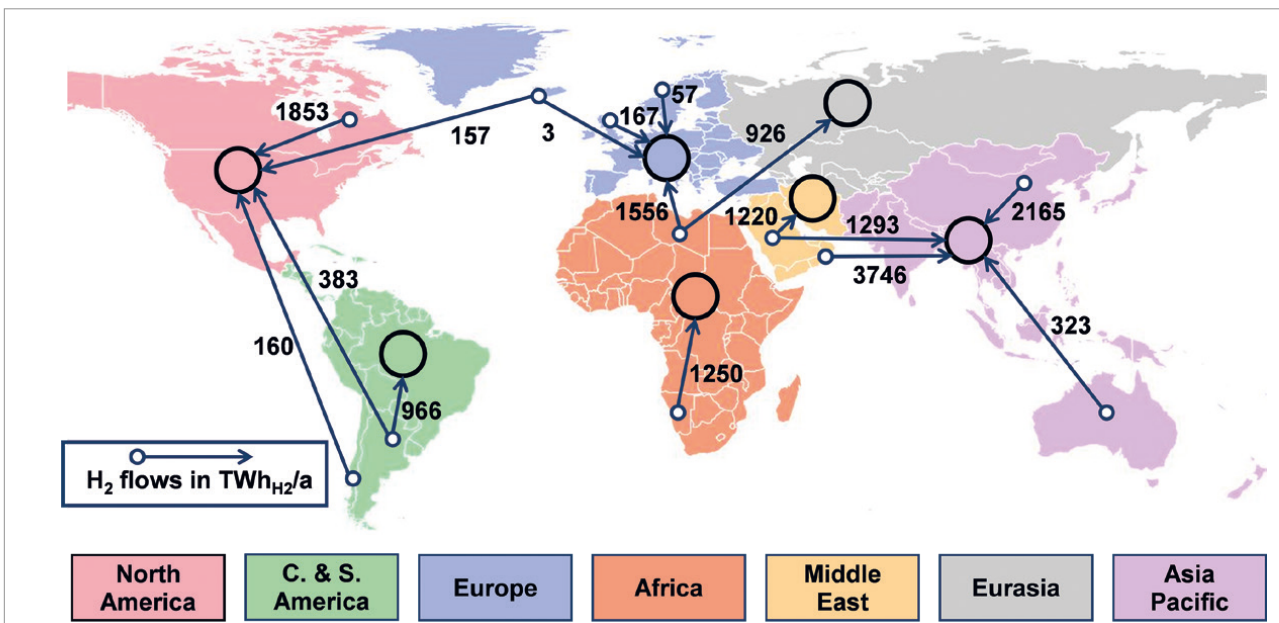 1853
157
3
167
57
926
1556
1220
1293
2165
3746
383
160
966
1250
323
H₂ flows in TWh_H2/a
North
America
C. & S.
America
Europe
Africa
Middle
East
Eurasia
Asia
Pacific